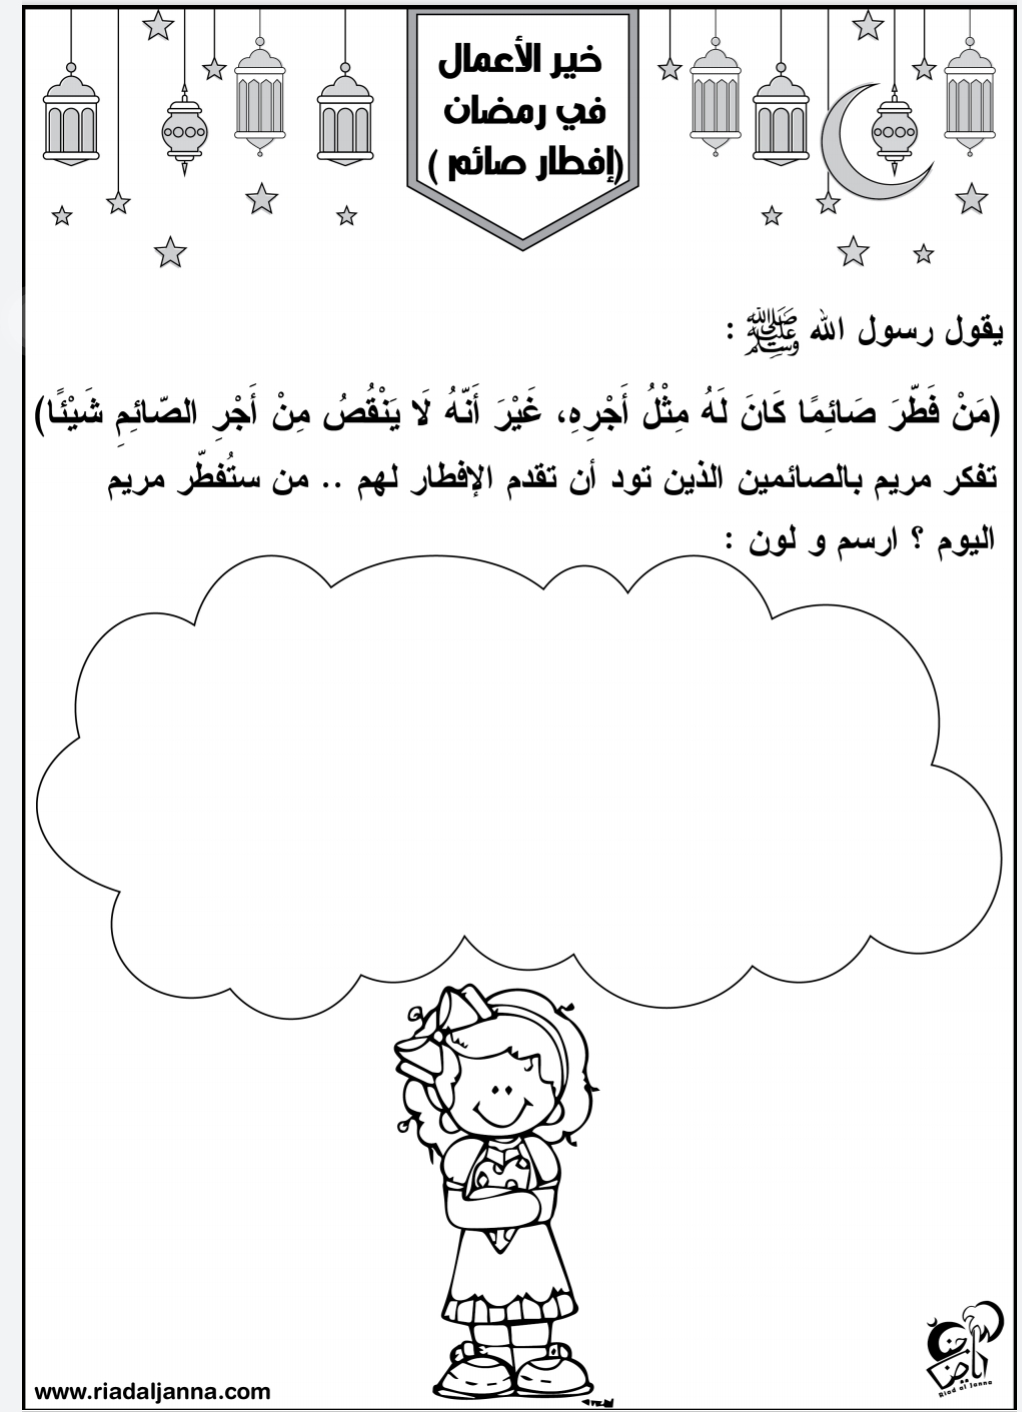 خير الأعمال
في رمضان
(إفطار صائم )
يقول رسول الله ﷺ :
(مَنْ فَطّرَ صَائِمًا كَانَ لَهُ مِثْلُ أَجْرِهِ، غَيْرَ أَنّهُ لَا يَنْقُصُ مِنْ أَجْرِ الصّائِمِ شَيْئًا)
تفكر مريم بالصائمين الذين تود أن تقدم الإفطار لهم .. من ستُفطّر مريم
اليوم ؟ ارسم و لون :
رياض الجنة
Riad al Janna
www.riadaljanna.com